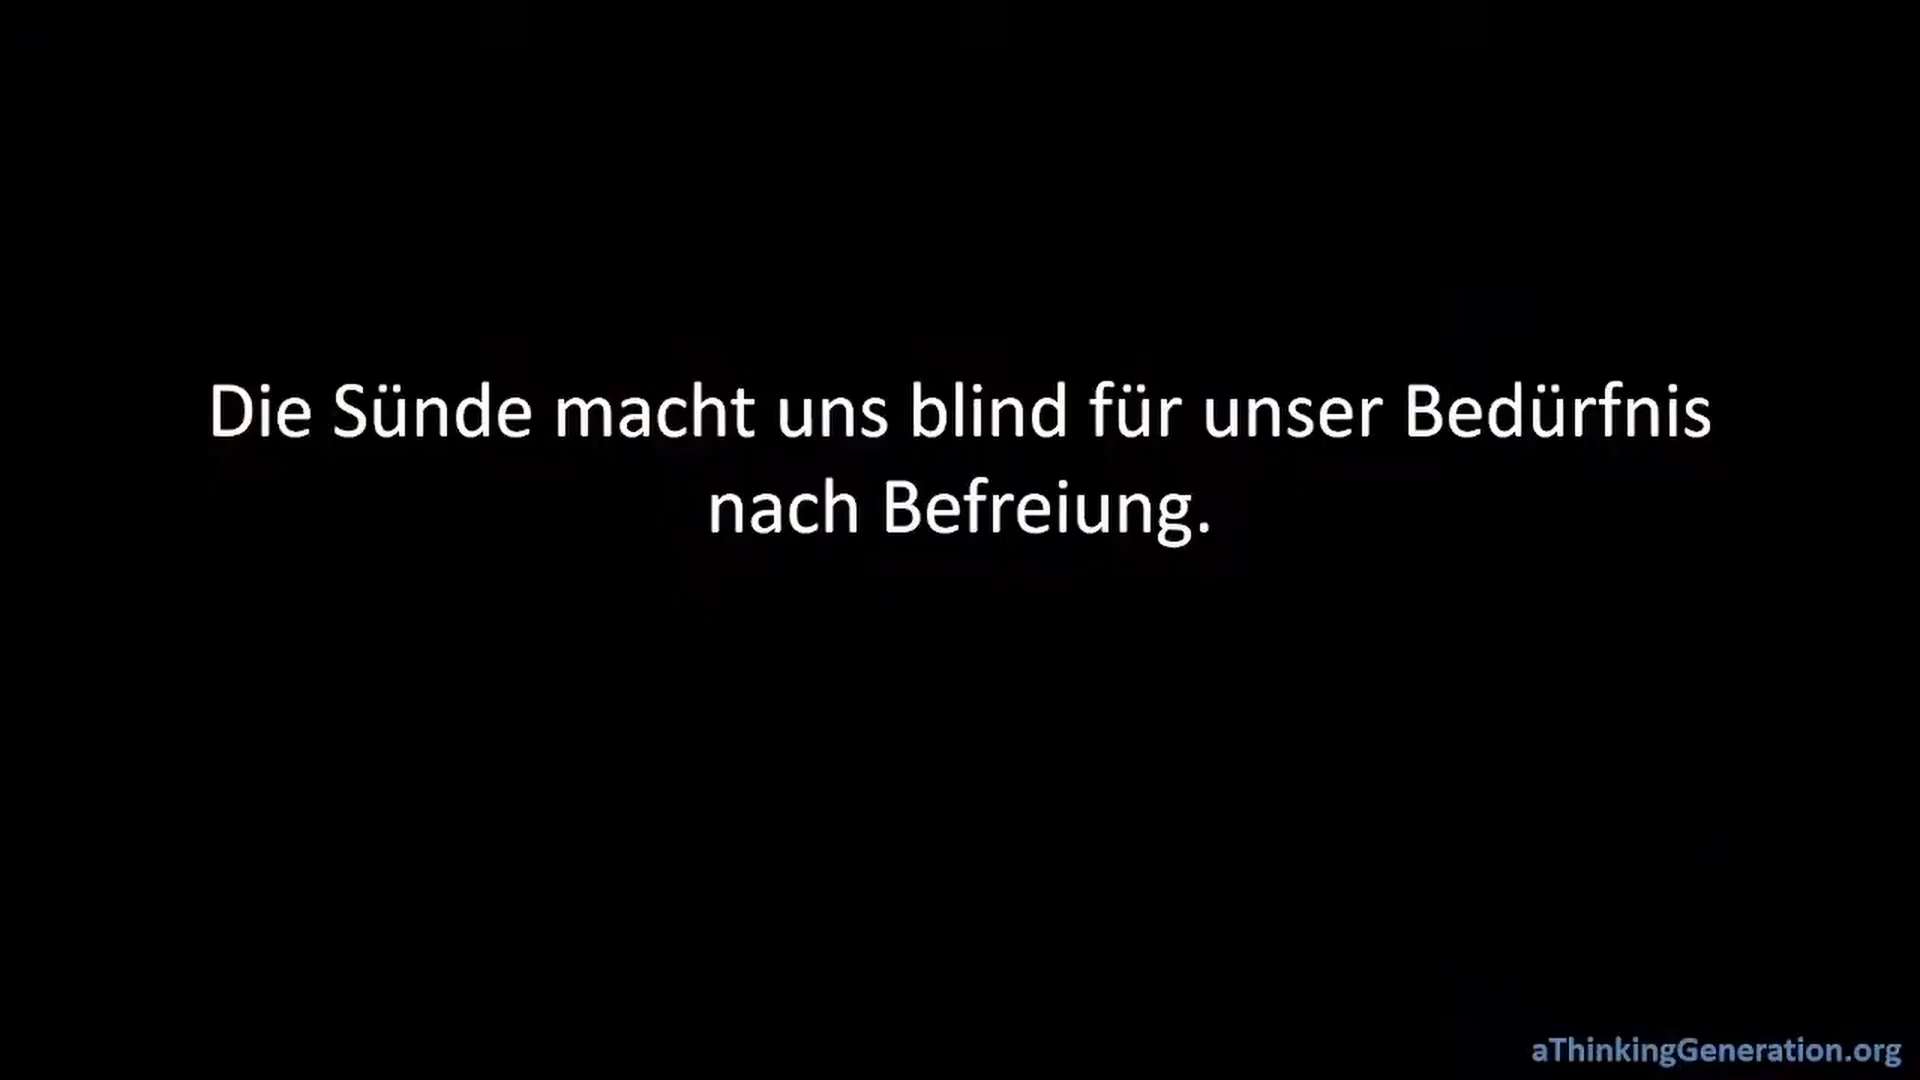 Die Sünde macht uns blind für unser Bedürfnis
nach Befreiung.
aThinkingGeneration.org